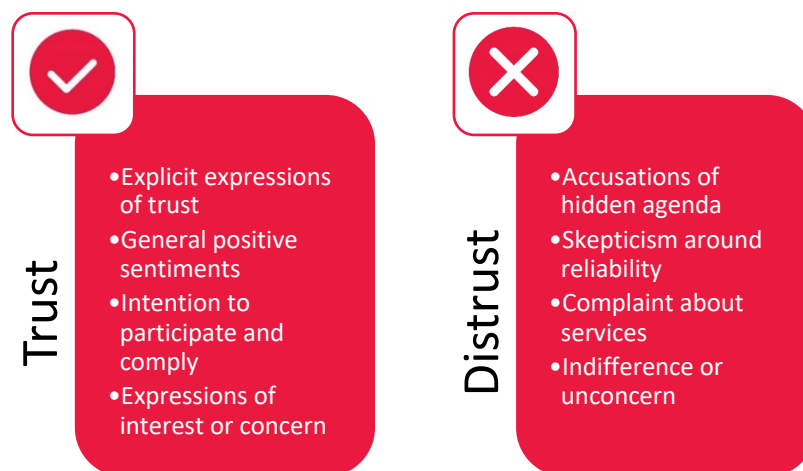 Trust
•Explicit expressions
of trust
•General positive
sentiments
•Intention to
participate and
comply
•Expressions of
interest or concern
Distrust
•Accusations of
hidden agenda
•Skepticism around
reliability
•Complaint about
services
•Indifference or
unconcern